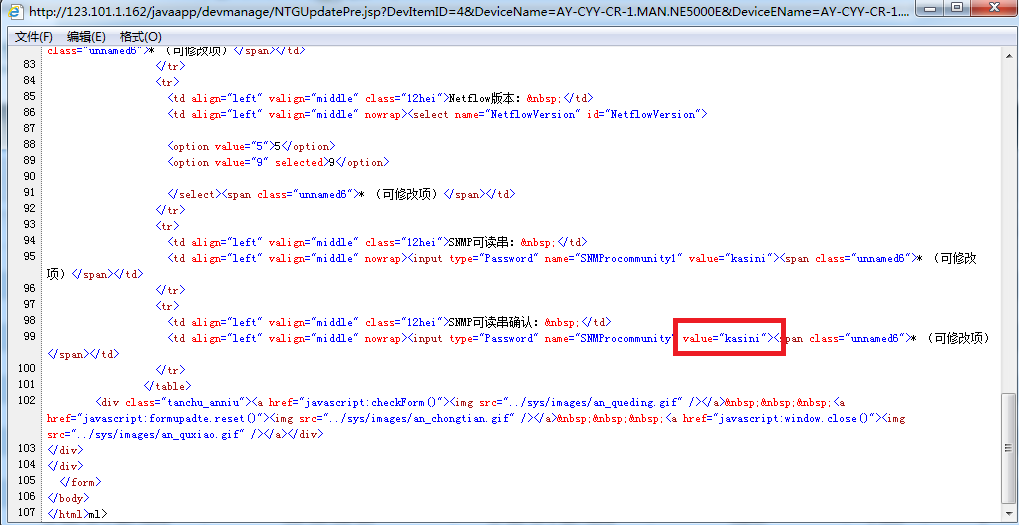 http://123.101.1.162/javaapp/devmanage/NTGUpdatePre.jsp?DevItemID=4&DeviceName=AY-CYY-CR-1.MAN.NE5000E&DeviceEName=AY-CYY-CR-1....
文件(F) 编辑(E) 格式(O)
class="unnamed6">* （可修改项）</span></td>
83 </tr>
84 <tr>
85 <td align="left" valign="middle" class="12hei">Netflow版本：&nbsp;</td>
86 <td align="left" valign="middle" nowrap><select name="NetflowVersion" id="NetflowVersion">
87
88 <option value="5">5</option>
89 <option value="9" selected>9</option>
90
91 </select><span class="unnamed6">* （可修改项）</span></td>
92 </tr>
93 <tr>
94 <td align="left" valign="middle" class="12hei">SNMP可读串：&nbsp;</td>
95 <td align="left" valign="middle" nowrap><input type="Password" name="SNMProcommunity1" value="kasini"><span class="unnamed6">* （可修改
项）</span></td>
96 </tr>
97 <tr>
98 <td align="left" valign="middle" class="12hei">SNMP可读串确认：&nbsp;</td>
99 <td align="left" valign="middle" nowrap><input type="Password" name="SNMProcommunity" value="kasini"><span class="unnamed6">* （可修改项）
</span></td>
100 </tr>
101 </table>
102 <div class="tanchu_anniu"><a href="javascript:checkForm()"><img src="../sys/images/an_queding.gif" /></a>&nbsp;&nbsp;&nbsp;<a
href="javascript:formupadte.reset()"><img src="../sys/images/an_chongtian.gif" /></a>&nbsp;&nbsp;&nbsp;<a href="javascript:window.close()"><img
src="../sys/images/an_quxiao.gif" /></a></div>
103 </div>
104 </div>
105 </form>
106 </body>
107 </html>ml>